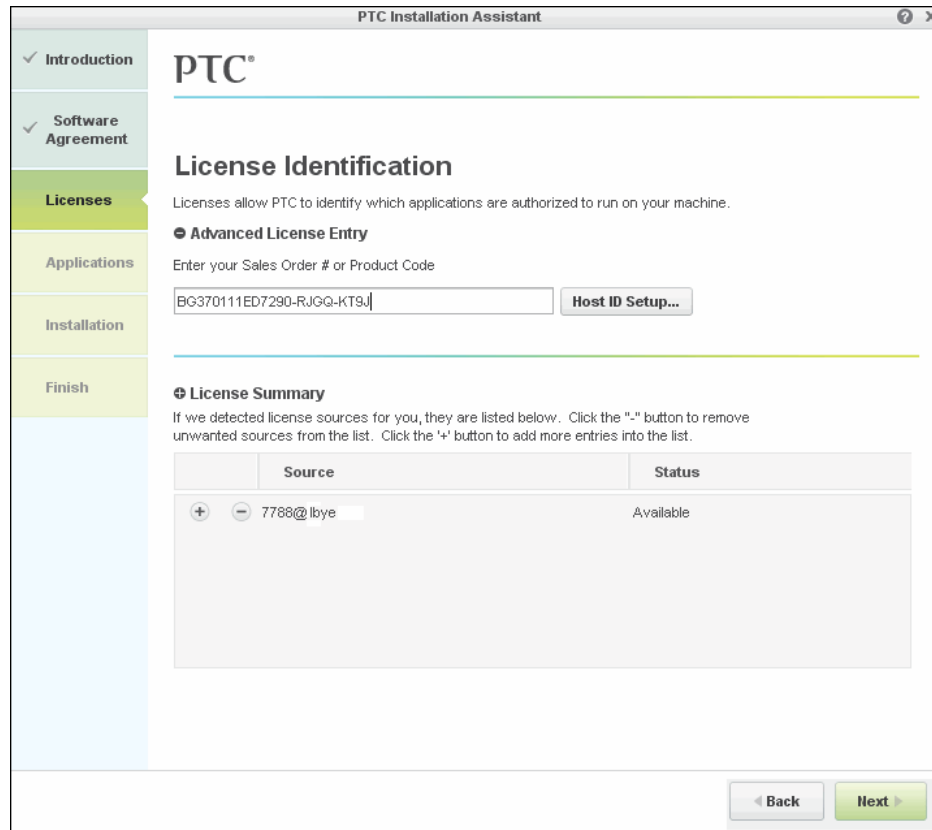 PTC Installation Assistant
Introduction
Software
Agreement
Licenses
Applications
Installation
Finish
PTC®
License Identification
Licenses allow PTC to identify which applications are authorized to run on your machine.
Advanced License Entry
Enter your Sales Order # or Product Code
BG370111ED7290-RJGQ-KT9J
Host ID Setup...
License Summary
If we detected license sources for you, they are listed below. Click the "-" button to remove
unwanted sources from the list. Click the '+' button to add more entries into the list.
Source Status
+ - 7788@lbye Available
Back
Next